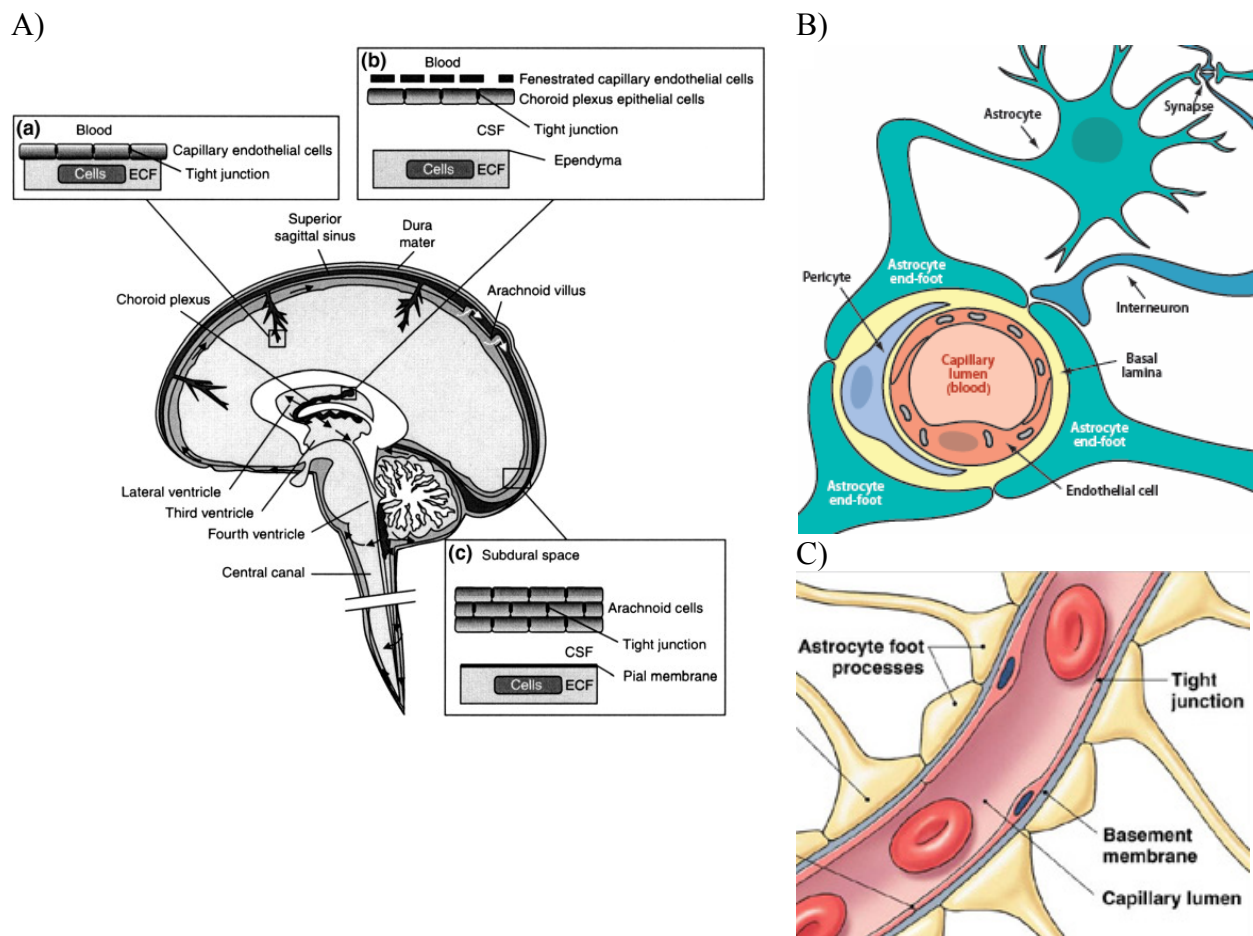 A)
(a)
Blood
Capillary endothelial cells
Tight junction
Cells
ECF
(b)
Blood
Fenestrated capillary endothelial cells
Choroid plexus epithelial cells
Tight junction
CSF
Ependyma
Cells
ECF
Superior
sagittal sinus
Dura
mater
Choroid plexus
Arachnoid villus
Lateral ventricle
Third ventricle
Fourth ventricle
Central canal
(c)
Subdural space
Arachnoid cells
Tight junction
CSF
Pial membrane
Cells
ECF
B)
Astrocyte
Synapse
Astrocyte
end-foot
Pericyte
Interneuron
Capillary
lumen
(blood)
Basal
lamina
Astrocyte
end-foot
Astrocyte
end-foot
Endothelial cell
C)
Astrocyte foot
processes
Tight
junction
Basement
membrane
Capillary lumen